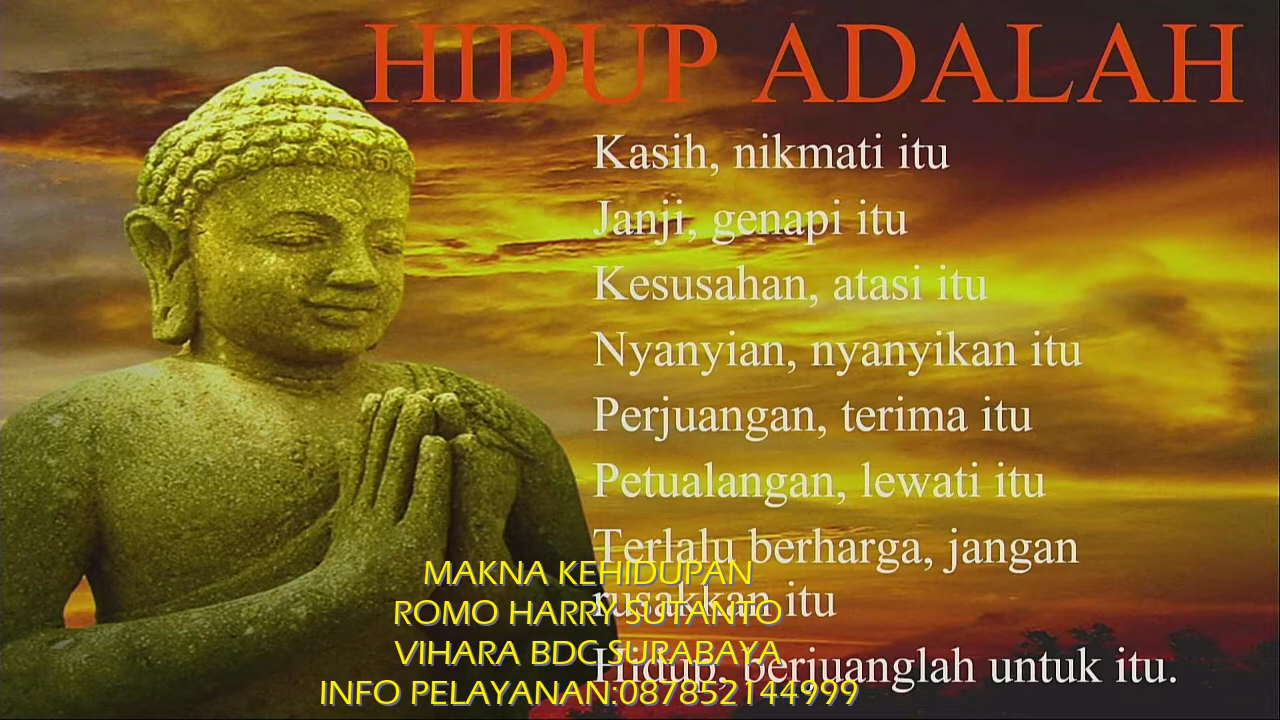 HIDUP ADALAH
Kasih, nikmati itu
Janji, genapi itu
Kesusahan, atasi itu
Nyanyian, nyanyikan itu
Perjuangan, terima itu
Petualangan, lewati itu
Terlalu berharga, jangan
rusakkan itu
Hidup, berjuanglah untuk itu.
MAKNA KEHIDUPAN
ROMO HARRY SUTANTO
VIHARA BDC SURABAYA
INFO PELAYANAN:087852144999